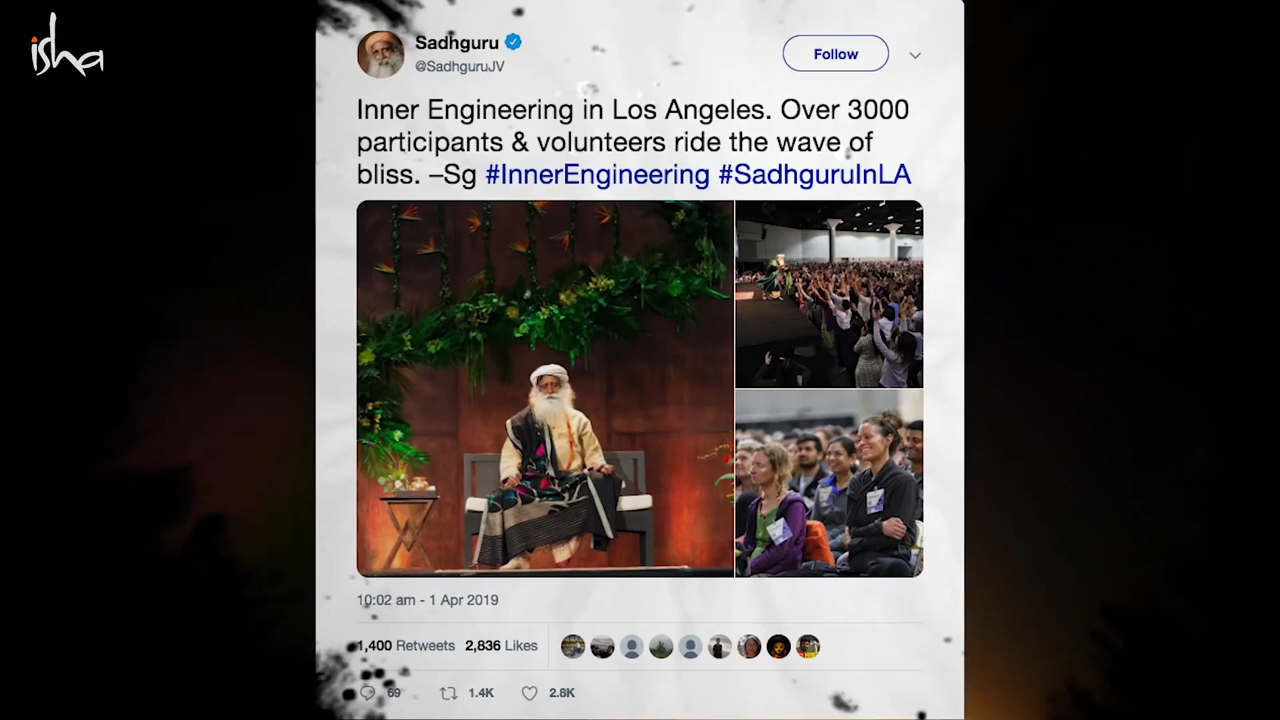 isha
Sadhguru
@SadhguruJV
Follow
Inner Engineering in Los Angeles. Over 3000
participants & volunteers ride the wave of
bliss. –Sg #InnerEngineering #SadhguruInLA
10:02 am - 1 Apr 2019
1,400 Retweets 2,836 Likes
69 1.4K 2.8K